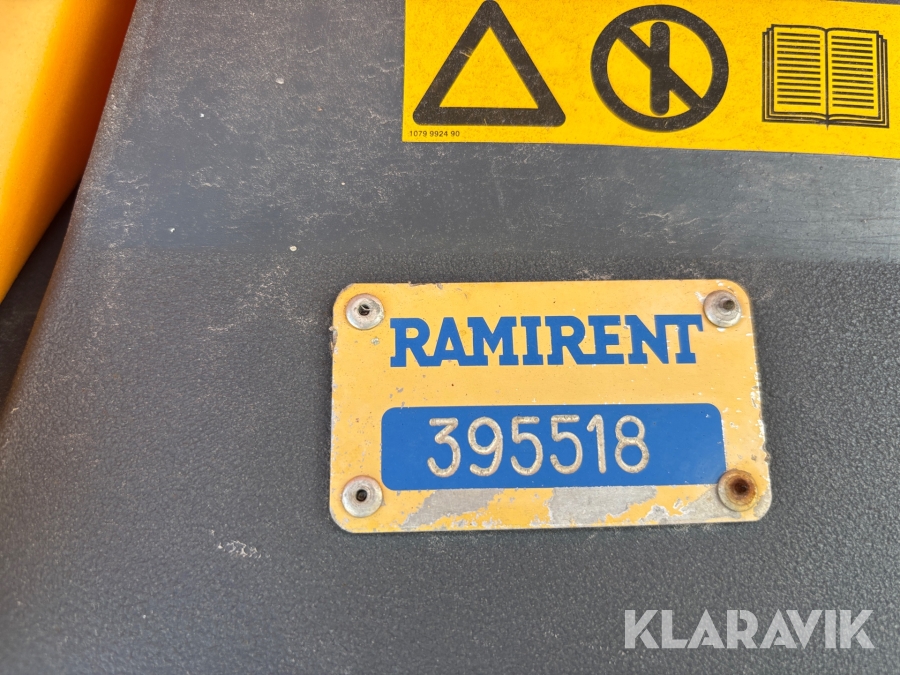 1079 9924 90
RAMIRENT
395518
KLARAVIK